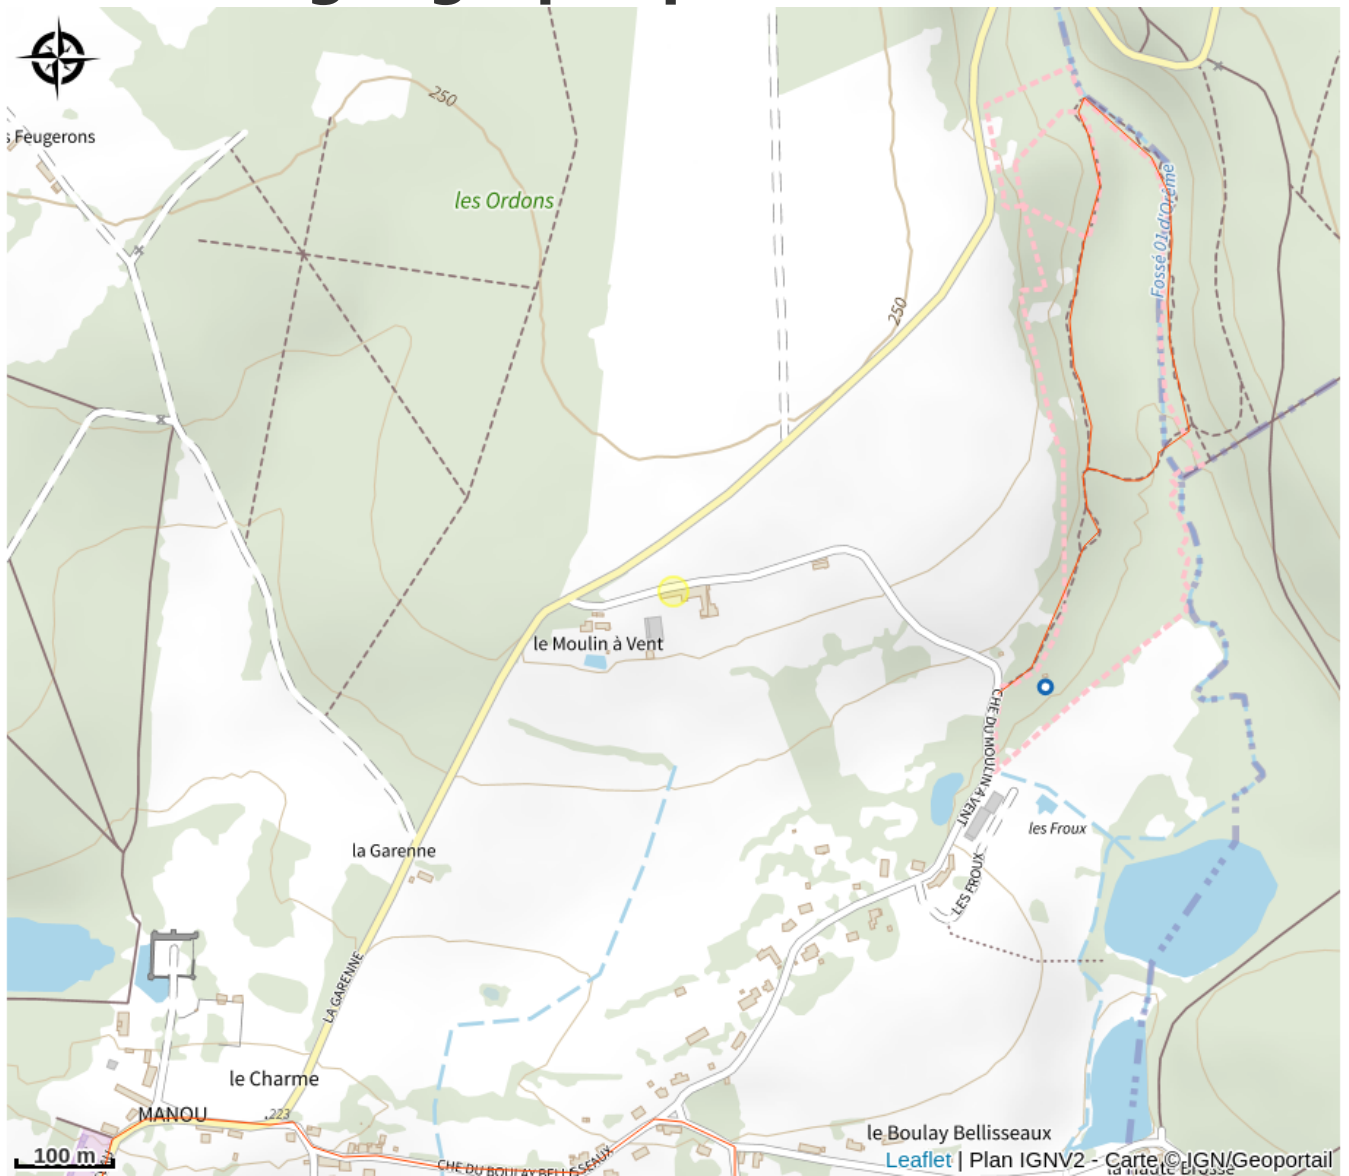 250
s Feugerons
les Ordons
Fossé 01 d'Orême
250
le Moulin à Vent
CHE DU MOULIN A VENT
les Froux
la Garenne
LES FROUX
LA GARENNE
le Charme
MANOU
.223
le Boulay Bellisseaux
100 m
CHE DU BOULAY BELLISSEAUX
Leaflet | Plan IGNV2 - Carte © IGN/Geoportail